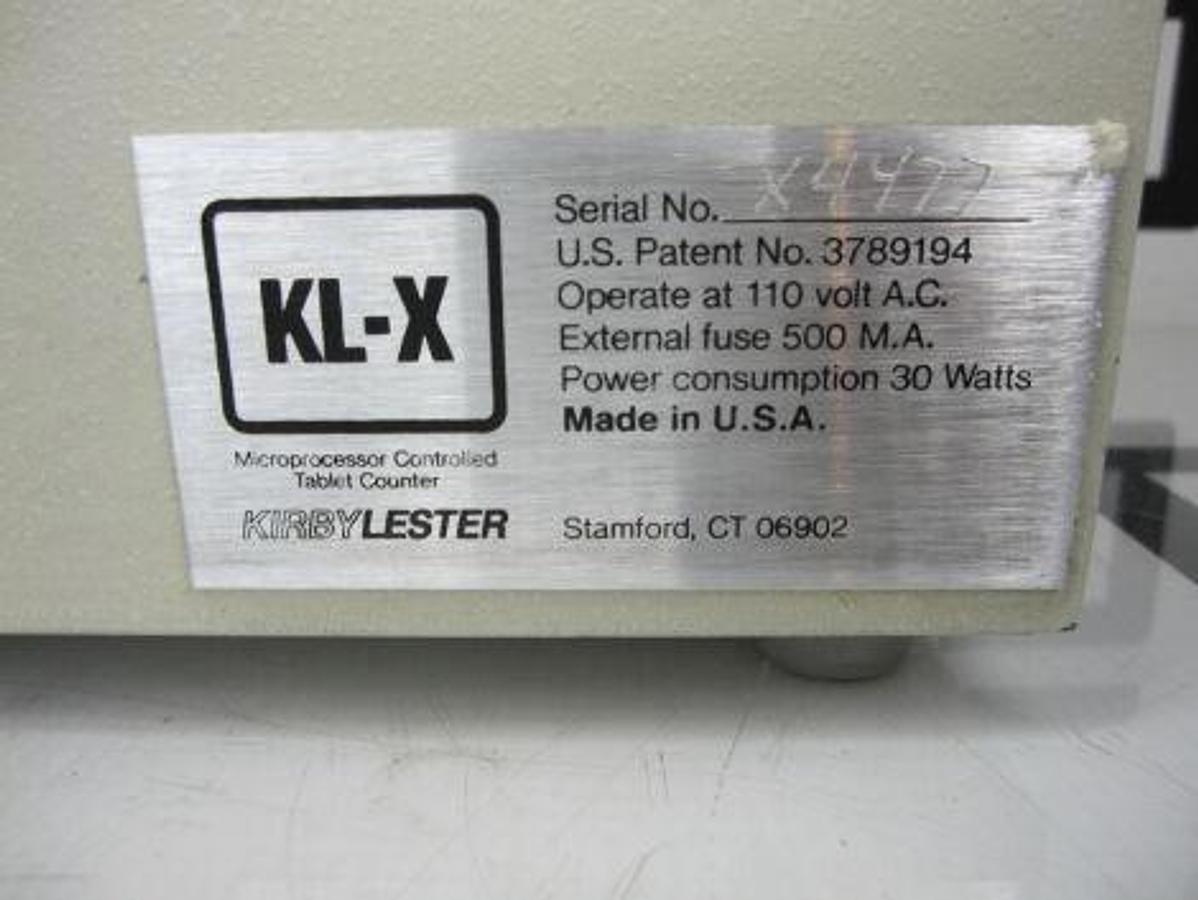 KL-X
Microprocessor Controlled
Tablet Counter
KIRBYLESTER
Serial No. X4477
U.S. Patent No. 3789194
Operate at 110 volt A.C.
External fuse 500 M.A.
Power consumption 30 Watts
Made in U.S.A.
Stamford, CT 06902